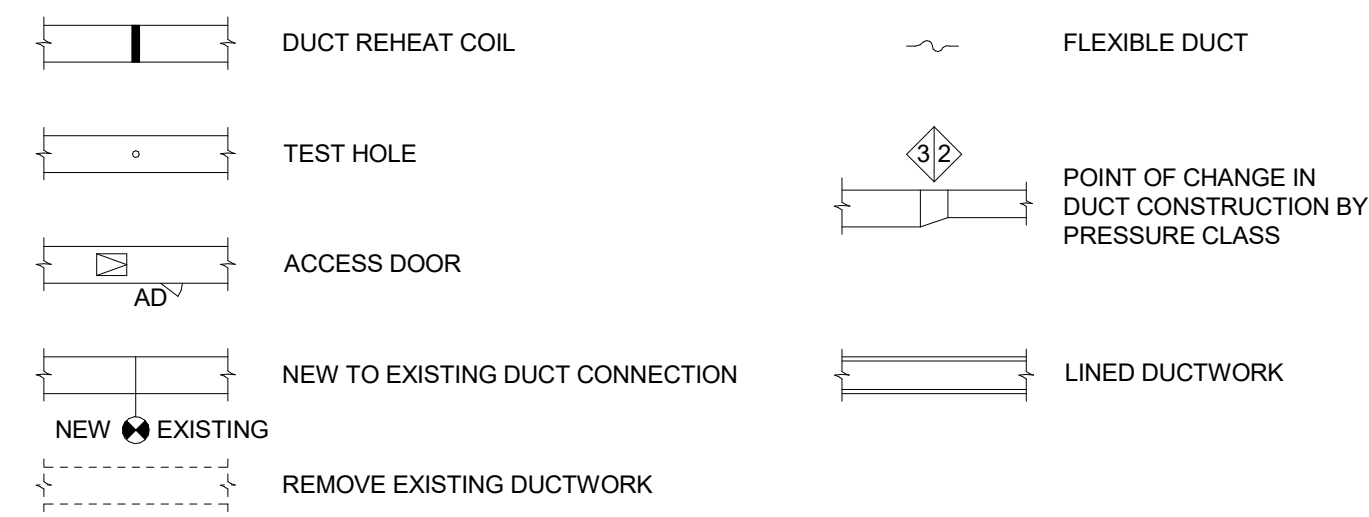 DUCT REHEAT COIL
TEST HOLE
ACCESS DOOR
AD
NEW TO EXISTING DUCT CONNECTION
NEW EXISTING
REMOVE EXISTING DUCTWORK
FLEXIBLE DUCT
3 2
POINT OF CHANGE IN
DUCT CONSTRUCTION BY
PRESSURE CLASS
LINED DUCTWORK